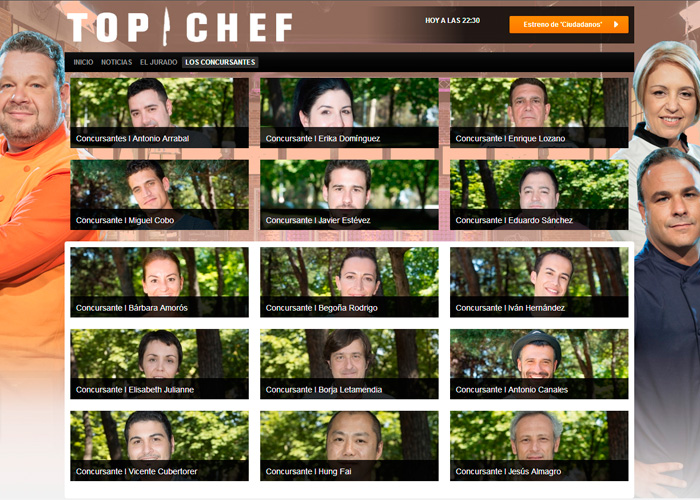 TOP CHEF
HOY A LAS 22:30
Estreno de 'Ciudadanos'
INICIO NOTICIAS EL JURADO LOS CONCURSANTES
Concursantes | Antonio Arrabal
Concursante | Erika Domínguez
Concursante | Enrique Lozano
Concursante | Miguel Cobo
Concursante | Javier Estévez
Concursante | Eduardo Sánchez
Concursante | Bárbara Amorós
Concursante | Begoña Rodrigo
Concursante | Iván Hernández
Concursante | Elisabeth Julianne
Concursante | Borja Letamendia
Concursante | Antonio Canales
Concursante | Vicente Cubertorer
Concursante | Hung Fai
Concursante | Jesús Almagro